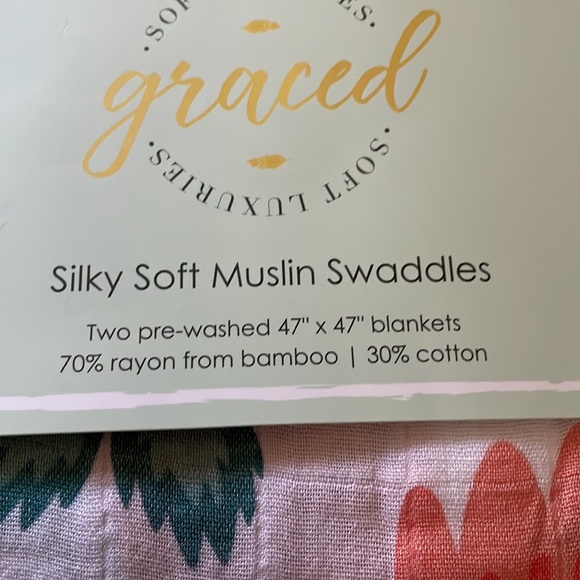 graced
SOFT LUXURIES.
Silky Soft Muslin Swaddles
Two pre-washed 47" x 47" blankets
70% rayon from bamboo | 30% cotton